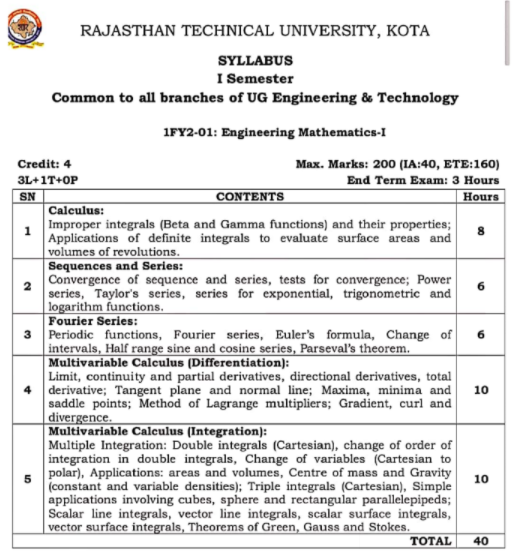 RAJASTHAN TECHNICAL UNIVERSITY, KOTA
SYLLABUS
I Semester
Common to all branches of UG Engineering & Technology
1FY2-01: Engineering Mathematics-I
Credit: 4 Max. Marks: 200 (IA:40, ETE:160)
3L+1T+0P End Term Exam: 3 Hours
SN CONTENTS Hours
Calculus:
1 Improper integrals (Beta and Gamma functions) and their properties; 8
Applications of definite integrals to evaluate surface areas and
volumes of revolutions.
Sequences and Series:
2 Convergence of sequence and series, tests for convergence; Power 6
series, Taylor's series, series for exponential, trigonometric and
logarithm functions.
Fourier Series:
3 Periodic functions, Fourier series, Euler's formula, Change of 6
intervals, Half range sine and cosine series, Parseval's theorem.
Multivariable Calculus (Differentiation):
Limit, continuity and partial derivatives, directional derivatives, total
4 derivative; Tangent plane and normal line; Maxima, minima and 10
saddle points; Method of Lagrange multipliers; Gradient, curl and
divergence.
Multivariable Calculus (Integration):
Multiple Integration: Double integrals (Cartesian), change of order of
integration in double integrals, Change of variables (Cartesian to
polar), Applications: areas and volumes, Centre of mass and Gravity
5 (constant and variable densities); Triple integrals (Cartesian), Simple 10
applications involving cubes, sphere and rectangular parallelepipeds;
Scalar line integrals, vector line integrals, scalar surface integrals,
vector surface integrals, Theorems of Green, Gauss and Stokes.
TOTAL 40